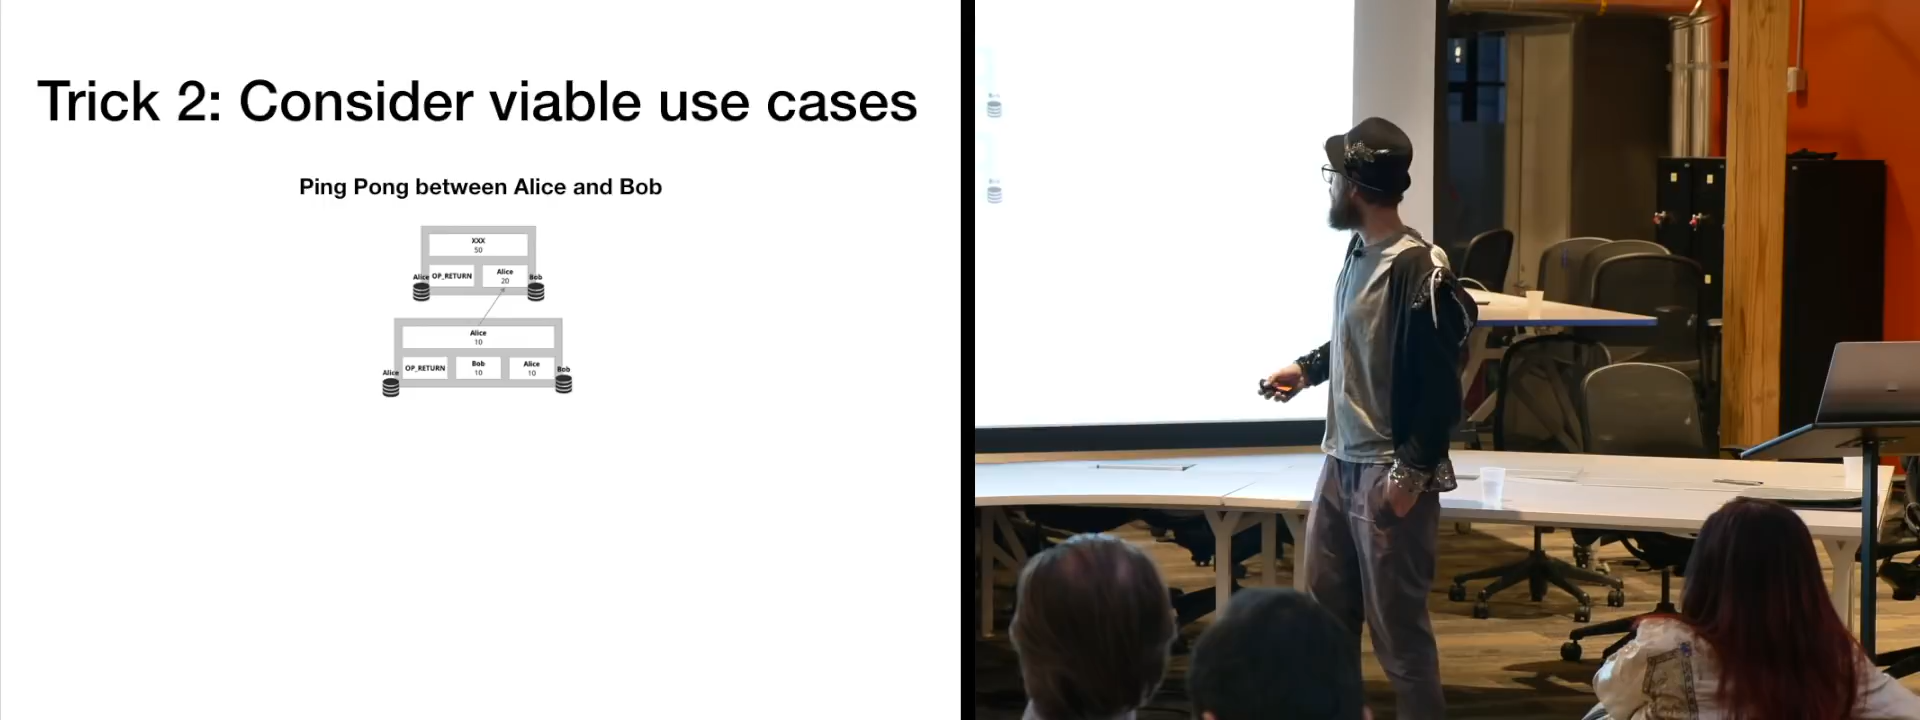 Trick 2: Consider viable use cases
Ping Pong between Alice and Bob
XXX
50
Alice
OP_RETURN
Alice
20
Bob
Alice
10
Alice
OP_RETURN
Bob
10
Alice
10
Bob